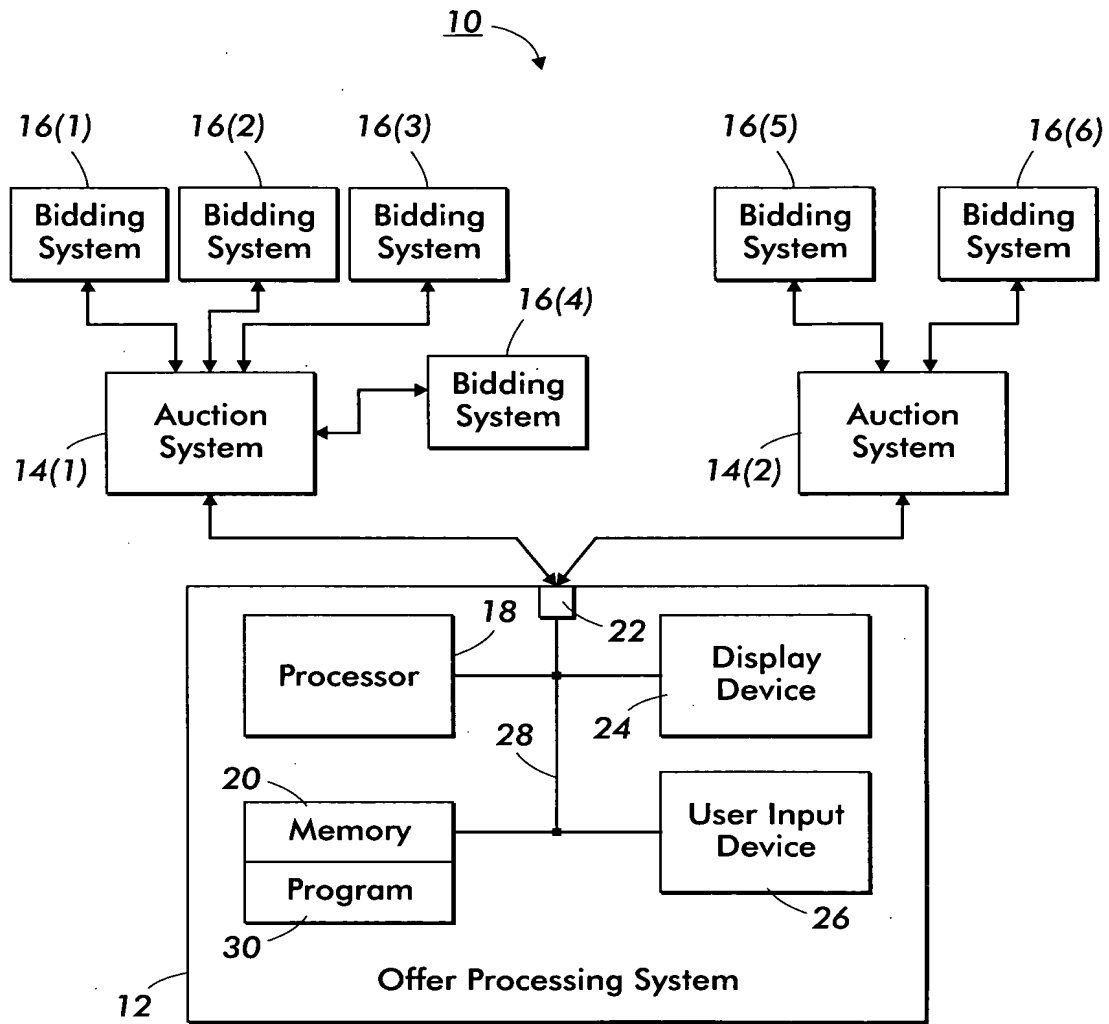 10
16(1)
16(2)
16(3)
16(5)
16(6)
Bidding
System
Bidding
System
Bidding
System
Bidding
System
Bidding
System
16(4)
Bidding
System
Auction
System
14(1)
Auction
System
14(2)
18
22
Processor
Display
Device
24
28
20
Memory
Program
30
User Input
Device
26
Offer Processing System
12